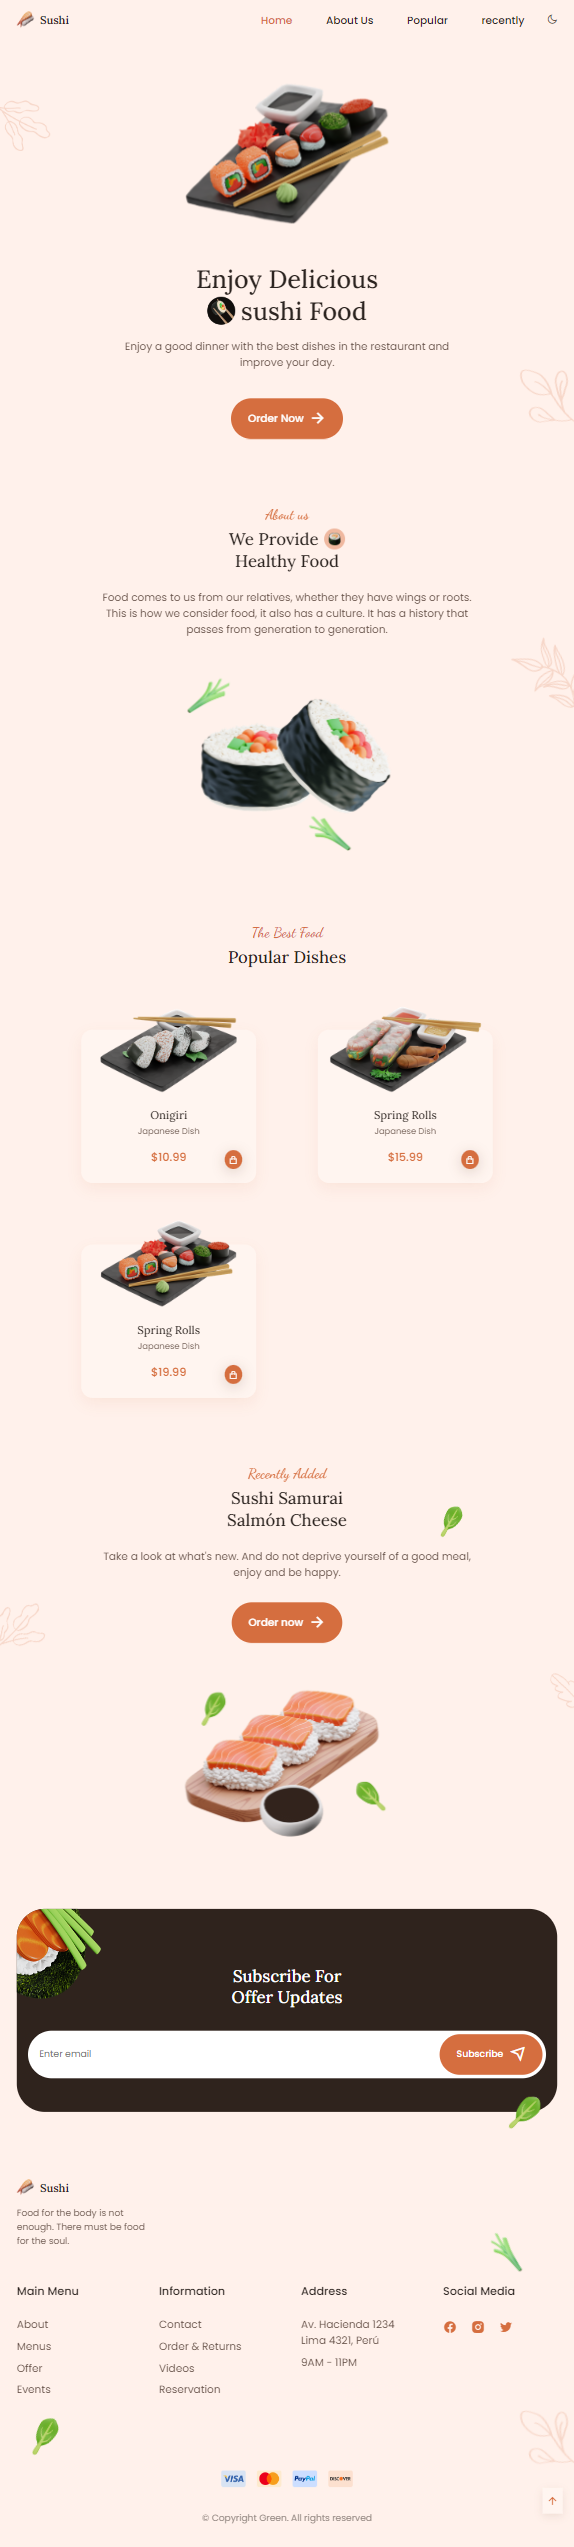 Sushi
Home
About Us
Popular
recently
Enjoy Delicious
sushi Food
Enjoy a good dinner with the best dishes in the restaurant and
improve your day.
Order Now
About us
We Provide
Healthy Food
Food comes to us from our relatives, whether they have wings or roots.
This is how we consider food, it also has a culture. It has a history that
passes from generation to generation.
The Best Food
Popular Dishes
Onigiri
Japanese Dish
$10.99
Spring Rolls
Japanese Dish
$15.99
Spring Rolls
Japanese Dish
$19.99
Recently Added
Sushi Samurai
Salmón Cheese
Take a look at what's new. And do not deprive yourself of a good meal,
enjoy and be happy.
Order now
Subscribe For
Offer Updates
Enter email
Subscribe
Sushi
Food for the body is not
enough. There must be food
for the soul.
Main Menu
About
Menus
Offer
Events
Information
Contact
Order & Returns
Videos
Reservation
Address
Av. Hacienda 1234
Lima 4321, Perú
9AM - 11PM
Social Media
VISA
PayPal
DISCOVER
© Copyright Green. All rights reserved